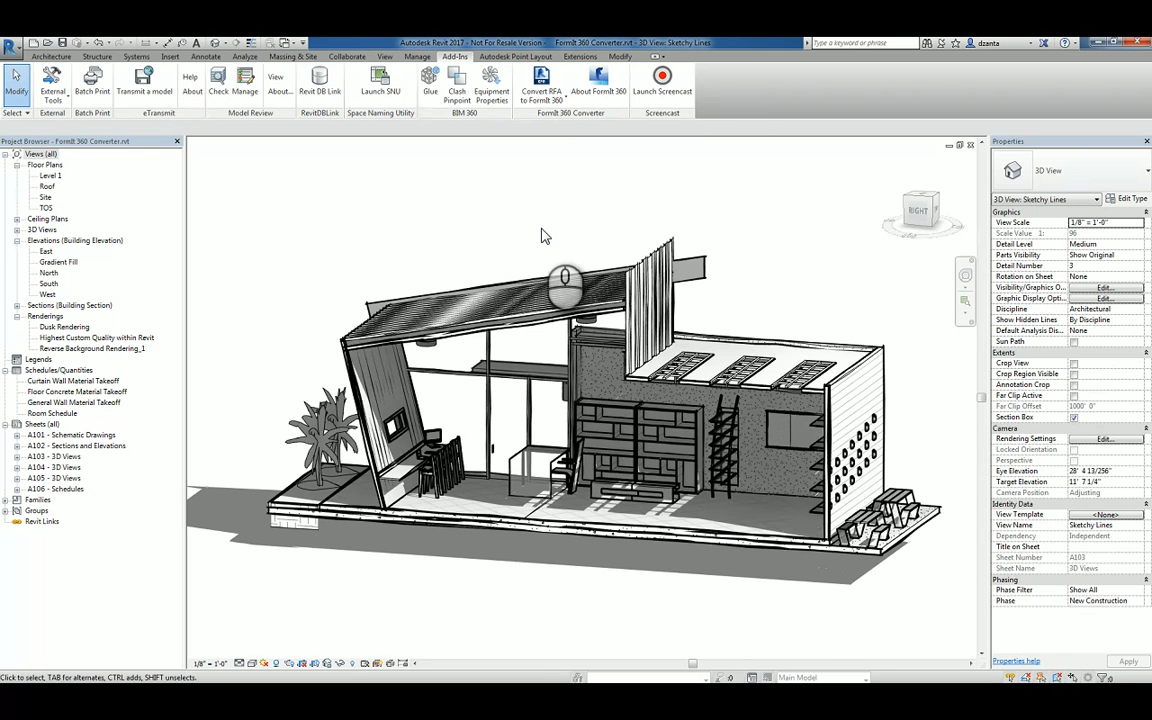 Autodesk Revit 2017 - Not For Resale Version - FormIt 360 Converter.rvt - 3D View: Sketchy Lines
Type a keyword or phrase
dzanta
Architecture Structure Systems Insert Annotate Analyze Massing & Site Collaborate View Manage Add-Ins Autodesk Point Layout Extensions Modify
Modify
External Tools
Batch Print
Transmit a model
Help
About
Check
Manage
View
About...
RevitDBLink
Launch SNU
Glue
Clash Pinpoint
Equipment Properties
Convert RFA to FormIt 360
About FormIt 360
Launch Screencast
Select External Batch Print eTransmit Model Review RevitDBLink Space Naming Utility BIM 360 FormIt 360 Converter Screencast
Project Browser - FormIt 360 Converter.rvt
Views (all)
Floor Plans
Level 1
Roof
Site
TOS
Ceiling Plans
3D Views
Elevations (Building Elevation)
East
Gradient Fill
North
South
West
Sections (Building Section)
Renderings
Dusk Rendering
Highest Custom Quality within Revit
Reverse Background Rendering_1
Legends
Schedules/Quantities
Curtain Wall Material Takeoff
Floor Concrete Material Takeoff
General Wall Material Takeoff
Room Schedule
Sheets (all)
A101 - Schematic Drawings
A102 - Sections and Elevations
A103 - 3D Views
A104 - 3D Views
A105 - 3D Views
A106 - Schedules
Families
Groups
Revit Links
RIGHT
Properties
3D View
3D View: Sketchy Lines
Edit Type
Graphics
View Scale 1/8" = 1'-0"
Scale Value 1: 96
Detail Level Medium
Parts Visibility Show Original
Detail Number 3
Rotation on Sheet None
Visibility/Graphics O... Edit...
Graphic Display Opti... Edit...
Discipline Architectural
Show Hidden Lines By Discipline
Default Analysis Dis... None
Sun Path
Extents
Crop View
Crop Region Visible
Annotation Crop
Far Clip Active
Far Clip Offset 1000' 0"
Section Box
Camera
Rendering Settings Edit...
Locked Orientation
Perspective
Eye Elevation 28' 4 13/256"
Target Elevation 11' 7 1/4"
Camera Position Adjusting
Identity Data
View Template <None>
View Name Sketchy Lines
Dependency Independent
Title on Sheet
Sheet Number A103
Sheet Name 3D Views
Phasing
Phase Filter Show All
Phase New Construction
Properties help
Apply
1/8" = 1'-0"
Click to select, TAB for alternates, CTRL adds, SHIFT unselects.
:0
Main Model
:0